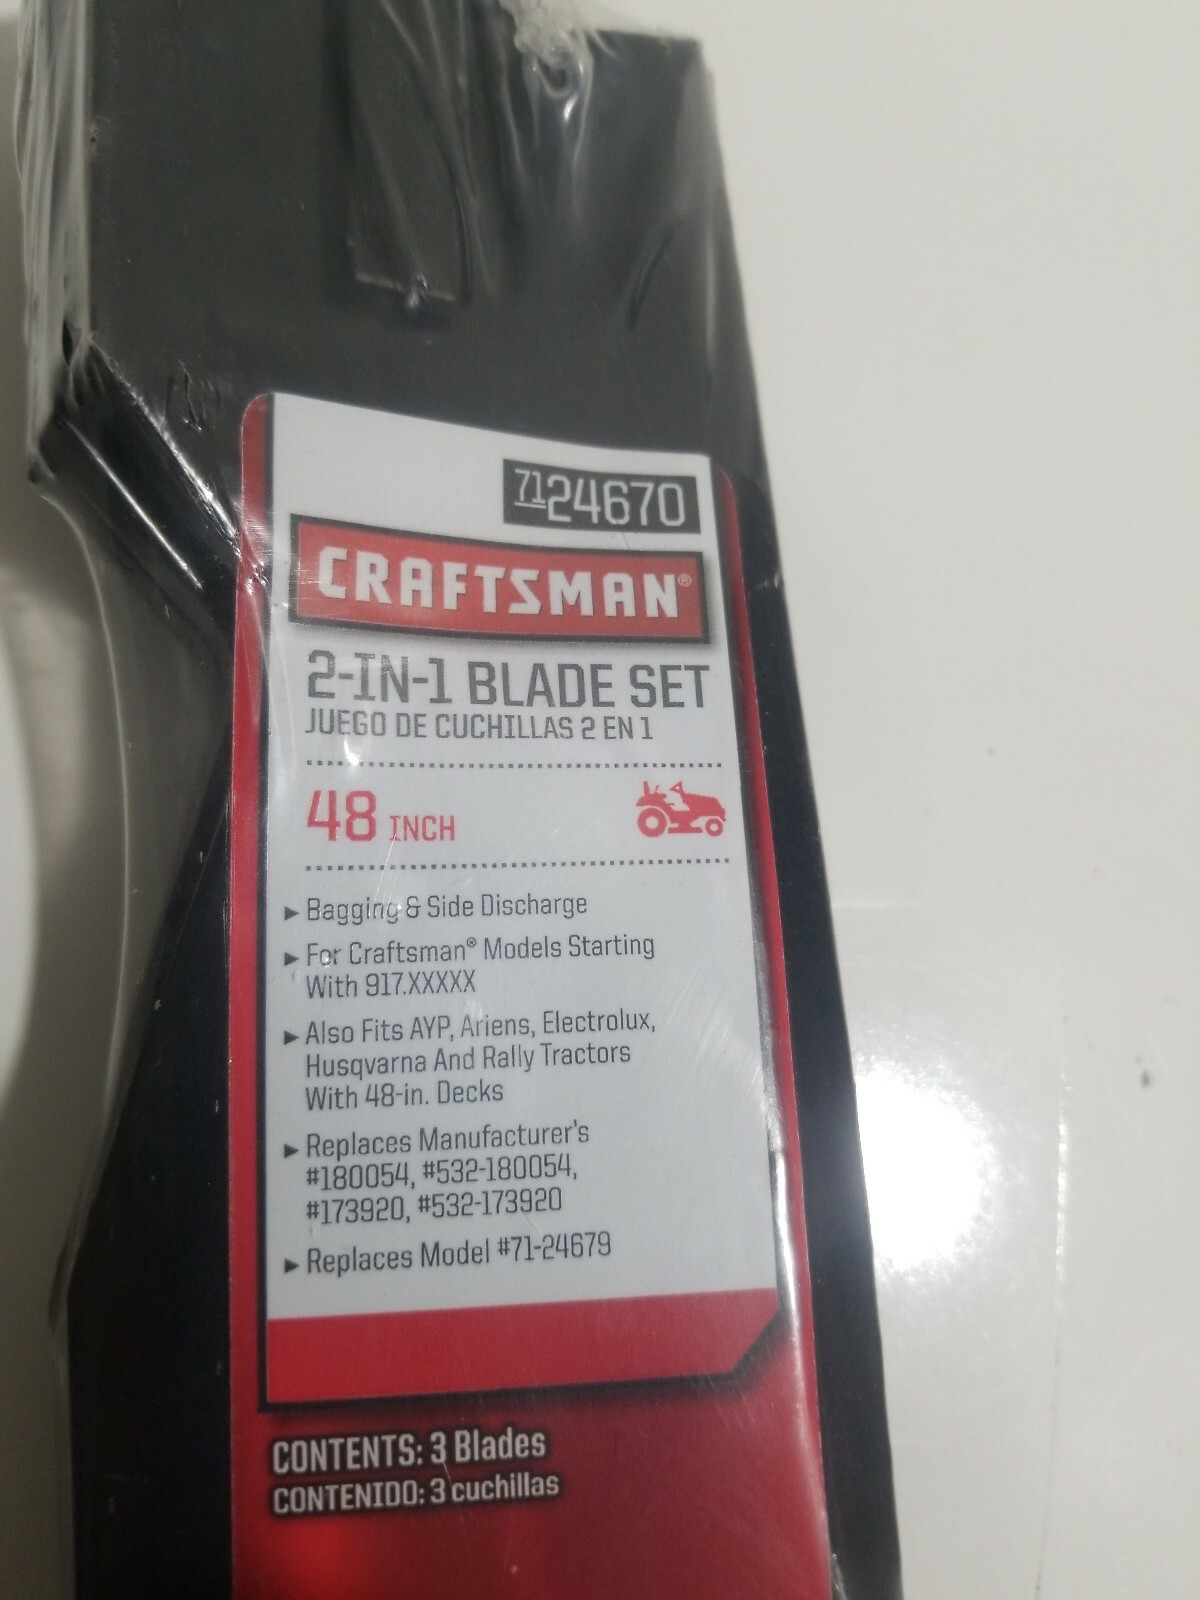 7124670
CRAFTSMAN®
2-IN-1 BLADE SET
JUEGO DE CUCHILLAS 2 EN 1
48 INCH
▶ Bagging & Side Discharge
▶ For Craftsman® Models Starting
With 917.XXXXX
▶ Also Fits AYP, Ariens, Electrolux,
Husqvarna And Rally Tractors
With 48-in. Decks
▶ Replaces Manufacturer's
#180054, #532-180054,
#173920, #532-173920
▶ Replaces Model #71-24679
CONTENTS: 3 Blades
CONTENIDO: 3 cuchillas